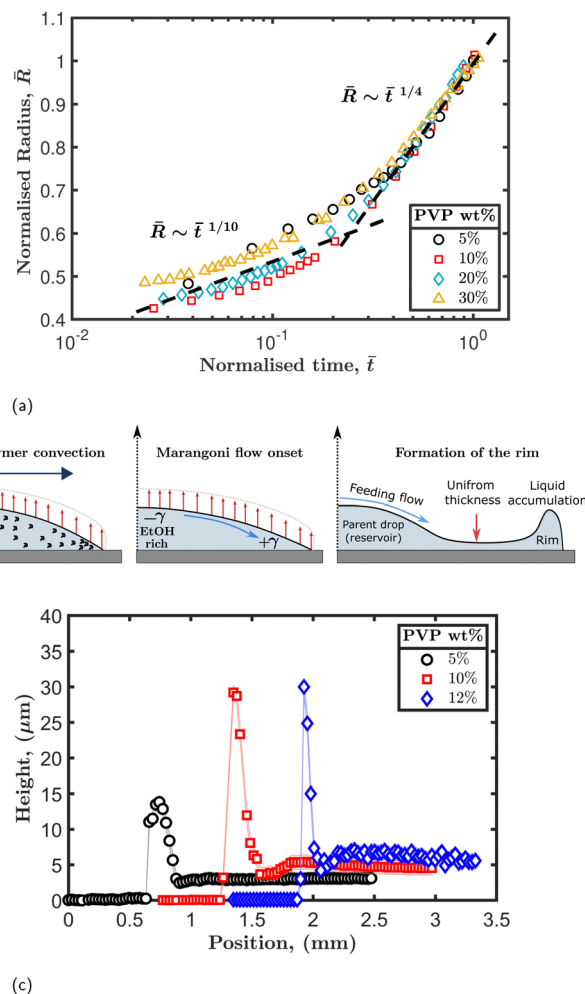 R̄ ~ t̄ 1/4
R̄ ~ t̄ 1/10
Normalised Radius, R̄
1.1
1
0.9
0.8
0.7
0.6
0.5
0.4
PVP wt%
5%
10%
20%
30%
10-2
10-1
100
Normalised time, t̄
(a)
ymer convection
Marangoni flow onset
Formation of the rim
−γ
EtOH
rich
+γ
Feeding flow
Parent drop
(reservoir)
Unifrom
thickness
Liquid
accumulation
Rim
Height, (μm)
40
35
30
25
20
15
10
5
0
PVP wt%
5%
10%
12%
0
0.5
1
1.5
2
2.5
3
3.5
Position, (mm)
(c)